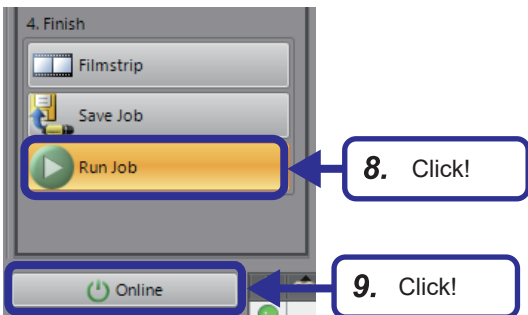 4. Finish
Filmstrip
Save Job
Run Job
8. Click!
Online
9. Click!